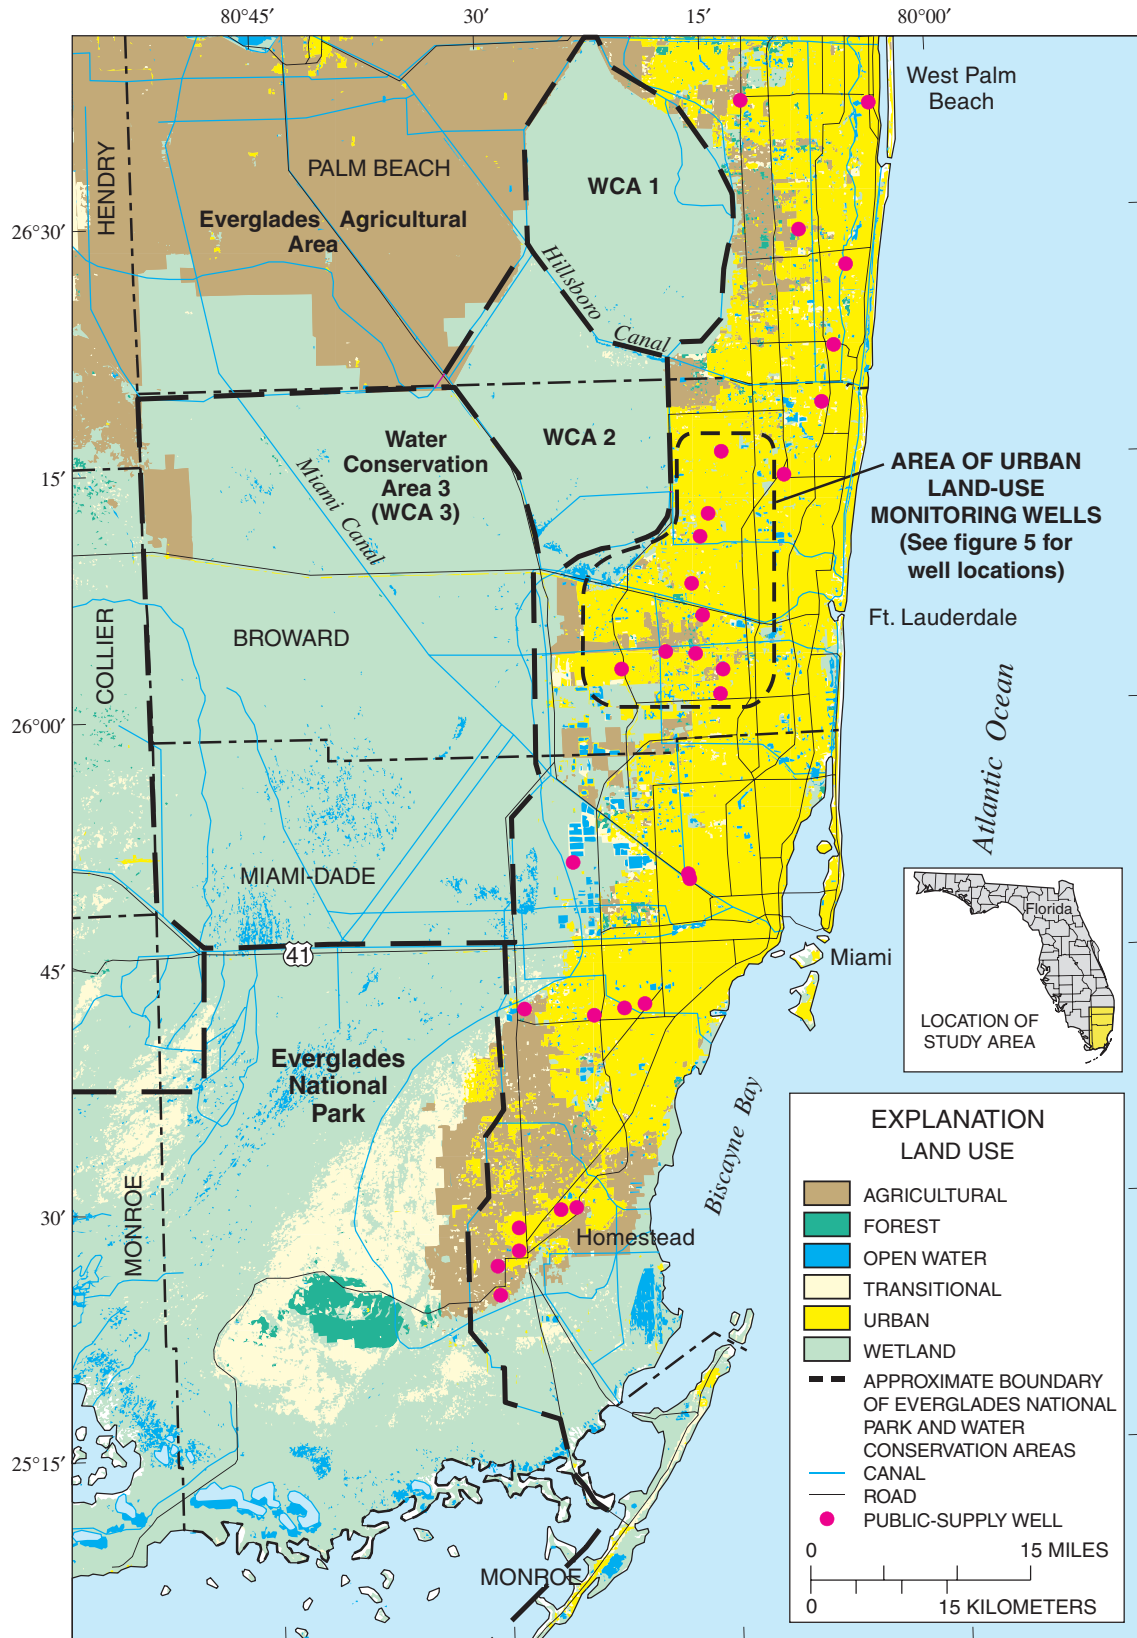 80°45′
30′
15′
80°00′
West Palm
Beach
HENDRY
PALM BEACH
WCA 1
Everglades Agricultural
Area
26°30′
Hillsboro
Canal
Water
Conservation
Area 3
(WCA 3)
WCA 2
Miami Canal
15′
AREA OF URBAN
LAND-USE
MONITORING WELLS
(See figure 5 for
well locations)
COLLIER
BROWARD
Ft. Lauderdale
26°00′
Atlantic Ocean
MIAMI-DADE
41
45′
Miami
Florida
LOCATION OF
STUDY AREA
Everglades
National
Park
Biscayne Bay
MONROE
30′
Homestead
25°15′
MONROE
EXPLANATION
LAND USE
AGRICULTURAL
FOREST
OPEN WATER
TRANSITIONAL
URBAN
WETLAND
APPROXIMATE BOUNDARY
OF EVERGLADES NATIONAL
PARK AND WATER
CONSERVATION AREAS
CANAL
ROAD
PUBLIC-SUPPLY WELL
0 15 MILES
0 15 KILOMETERS